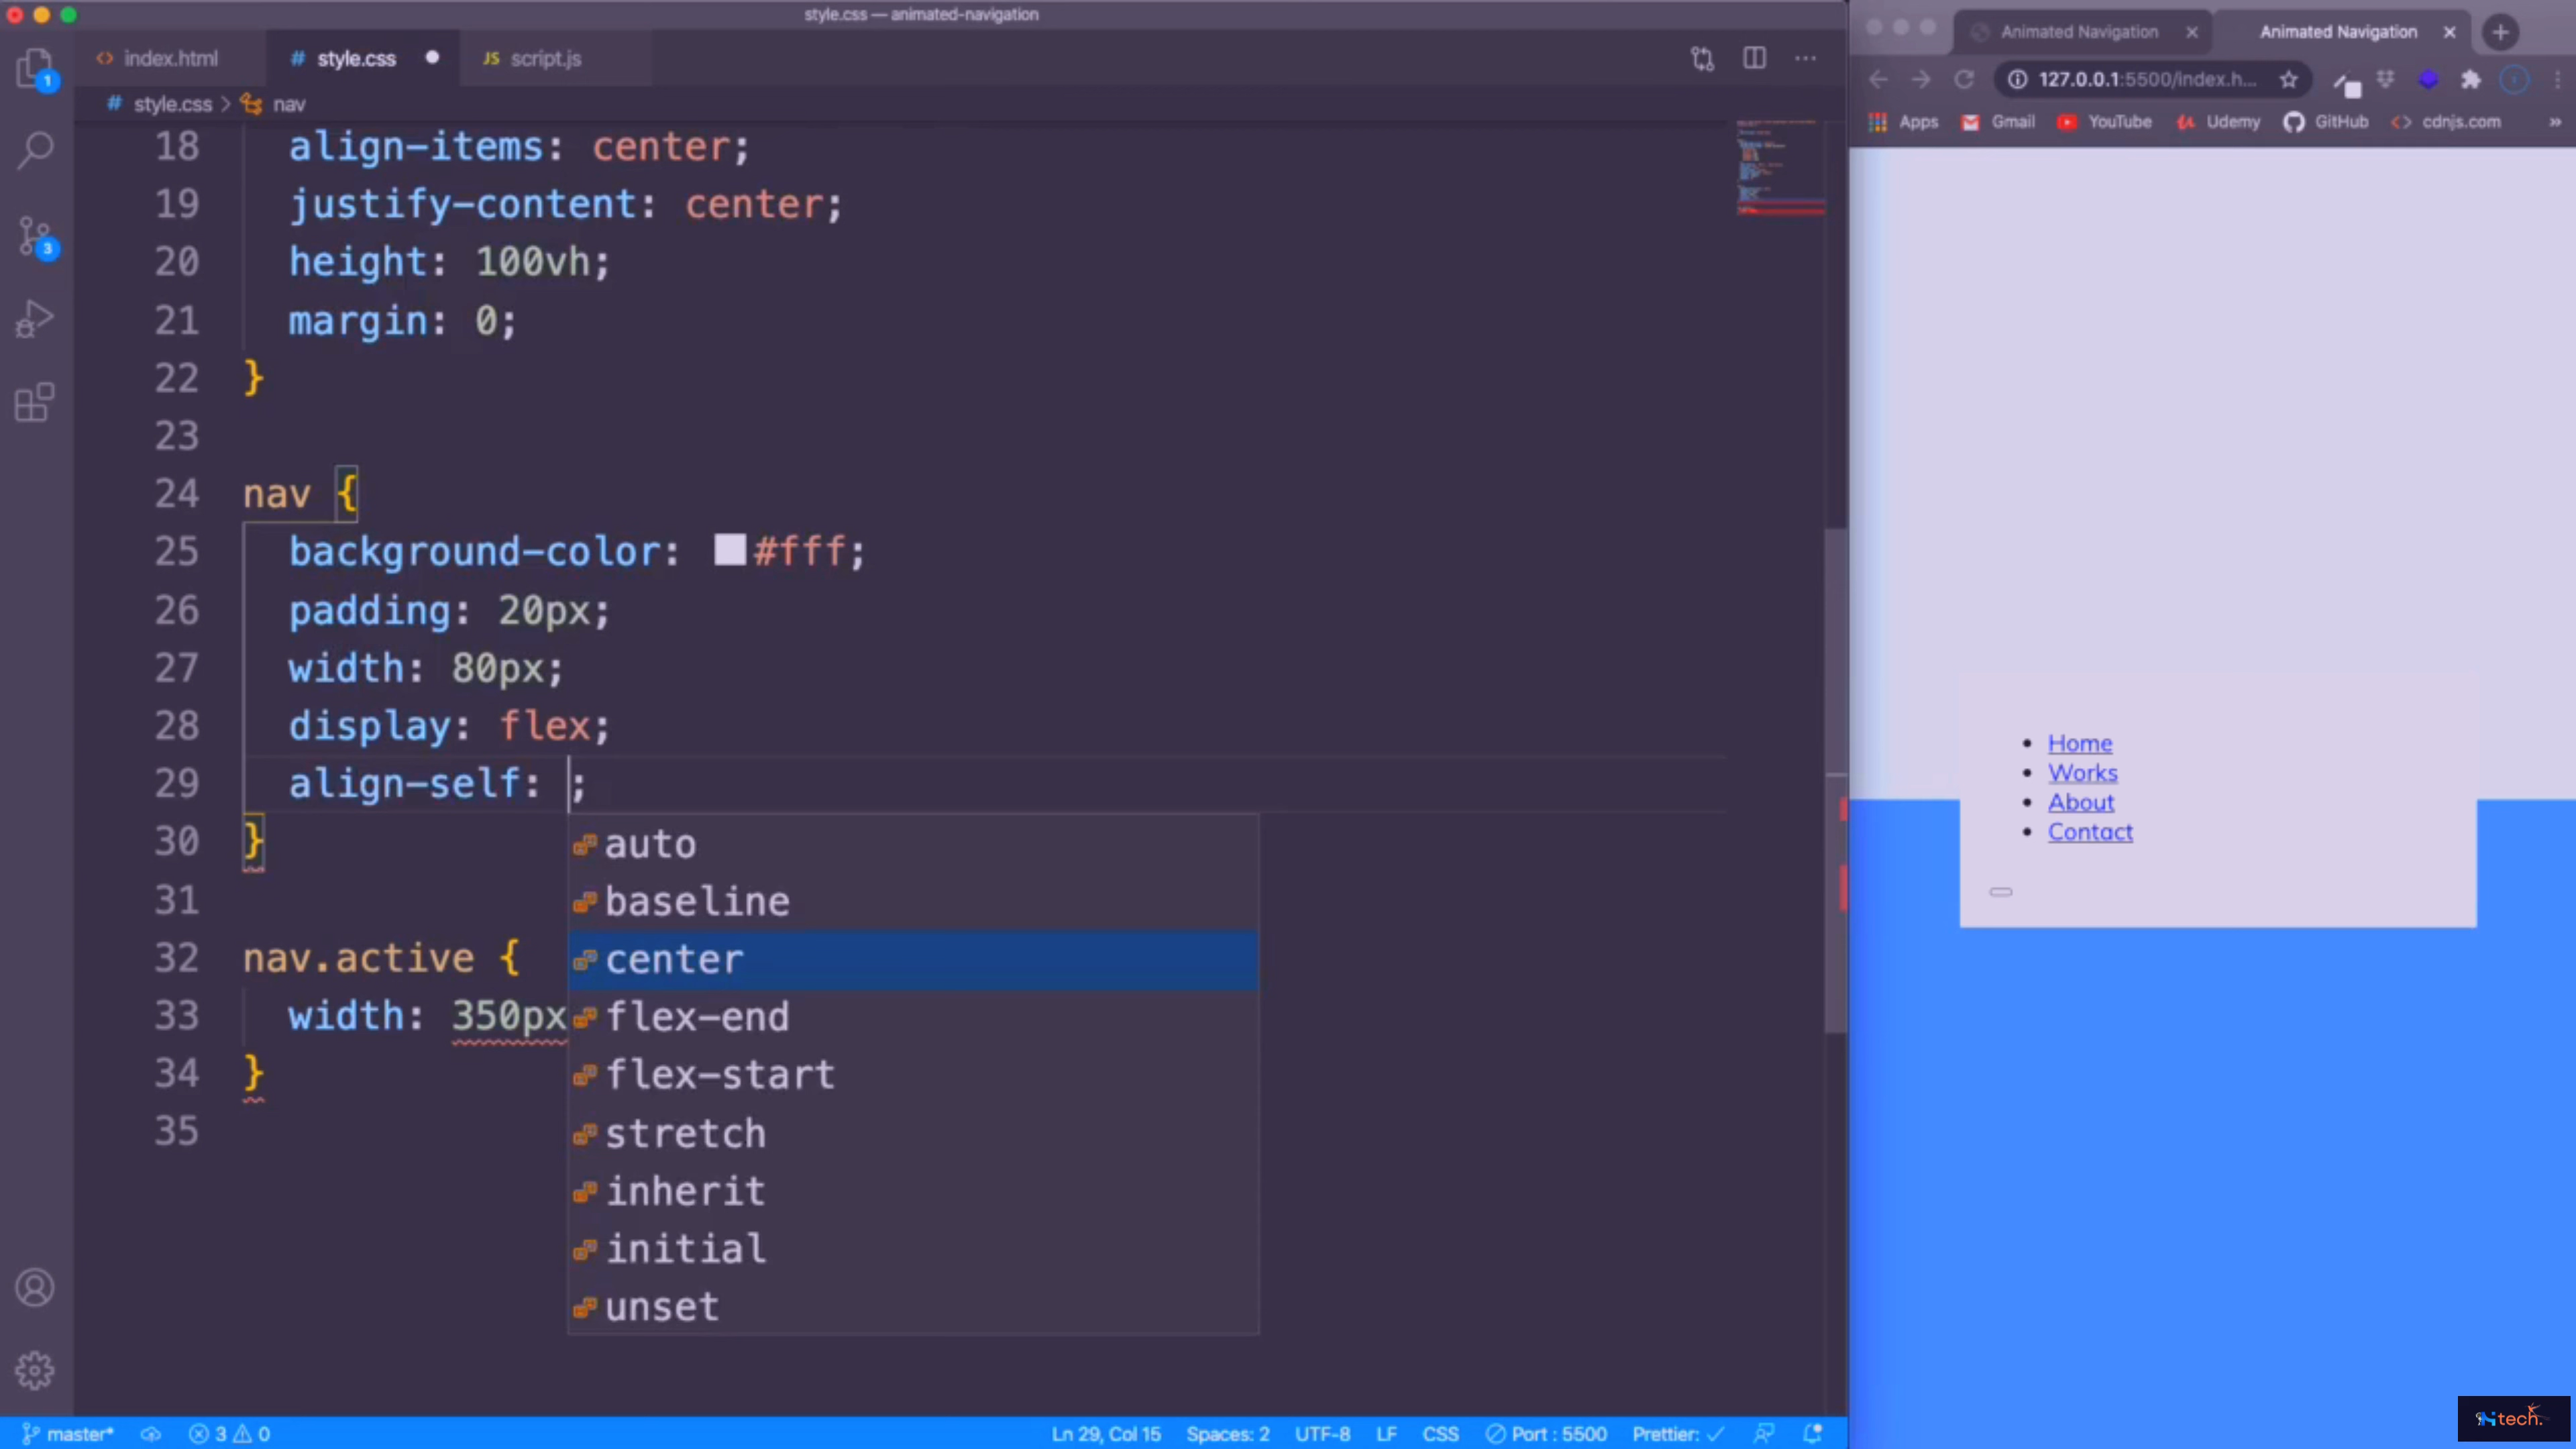 style.css — animated-navigation
index.html
# style.css
JS script.js
# style.css > nav
18 align-items: center;
19 justify-content: center;
20 height: 100vh;
21 margin: 0;
22 }
23
24 nav {
25 background-color: #fff;
26 padding: 20px;
27 width: 80px;
28 display: flex;
29 align-self: ;
30 }
31
32 nav.active {
33 width: 350px
34 }
35
auto
baseline
center
flex-end
flex-start
stretch
inherit
initial
unset
1
3
master*
3 0
Ln 29, Col 15
Spaces: 2
UTF-8
LF
CSS
Port : 5500
Prettier: ✓
Animated Navigation
Animated Navigation
127.0.0.1:5500/index.h...
Apps
Gmail
YouTube
Udemy
GitHub
cdnjs.com
»
• Home
• Works
• About
• Contact
tech.